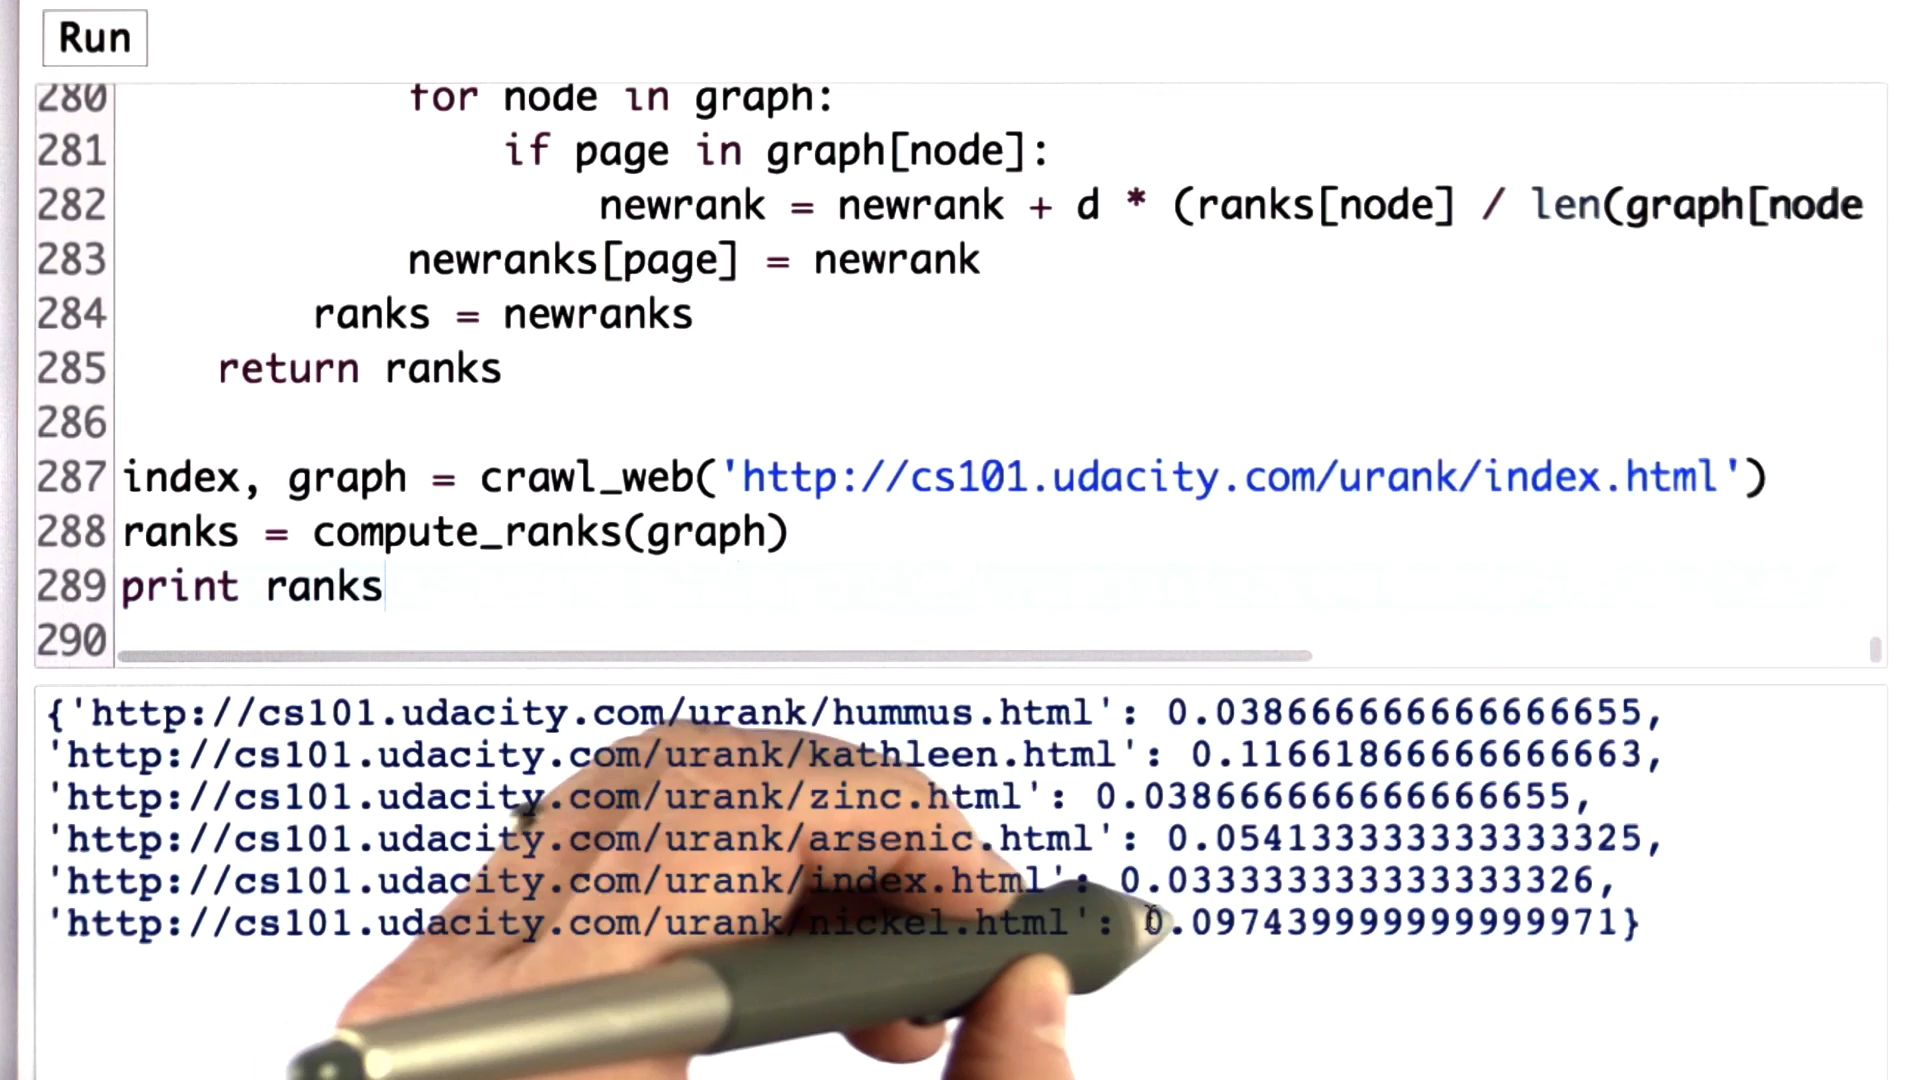 Run
280 for node in graph:
281 if page in graph[node]:
282 newrank = newrank + d * (ranks[node] / len(graph[node
283 newranks[page] = newrank
284 ranks = newranks
285 return ranks
286
287 index, graph = crawl_web('http://cs101.udacity.com/urank/index.html')
288 ranks = compute_ranks(graph)
289 print ranks
290
{'http://cs101.udacity.com/urank/hummus.html': 0.038666666666666655,
'http://cs101.udacity.com/urank/kathleen.html': 0.11661866666666663,
'http://cs101.udacity.com/urank/zinc.html': 0.038666666666666655,
'http://cs101.udacity.com/urank/arsenic.html': 0.054133333333333325,
'http://cs101.udacity.com/urank/index.html': 0.033333333333333326,
'http://cs101.udacity.com/urank/nickel.html': 0.097439999999999971}